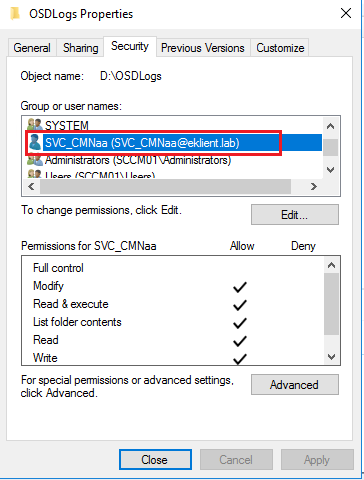 OSDLogs Properties
General Sharing Security Previous Versions Customize
Object name: D:\OSDLogs
Group or user names:
SYSTEM
SVC_CMNaa (SVC_CMNaa@eklient.lab)
Administrators (SCCM01\Administrators)
Users (SCCM01\Users)
To change permissions, click Edit.
Edit...
Permissions for SVC_CMNaa Allow Deny
Full control
Modify
Read & execute
List folder contents
Read
Write
For special permissions or advanced settings,
click Advanced.
Advanced
Close Cancel Apply